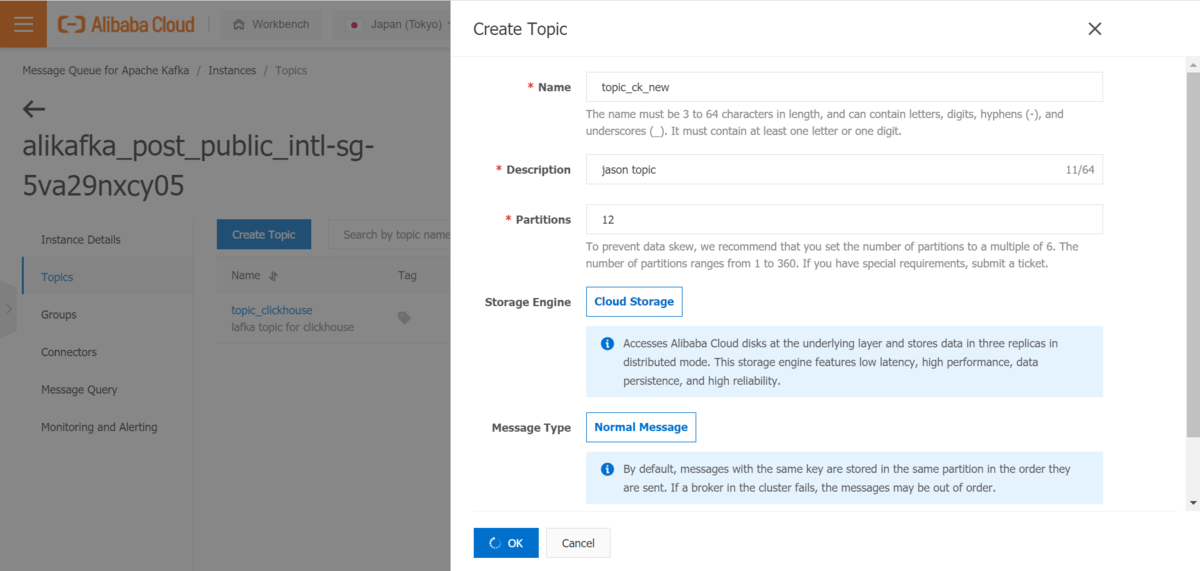 Alibaba Cloud
Workbench
Japan (Tokyo)
Message Queue for Apache Kafka / Instances / Topics
alikafka_post_public_intl-sg-
5va29nxcy05
Instance Details
Topics
Groups
Connectors
Message Query
Monitoring and Alerting
Create Topic
Search by topic name
Name
Tag
topic_clickhouse
lafka topic for clickhouse
Create Topic
* Name
topic_ck_new
The name must be 3 to 64 characters in length, and can contain letters, digits, hyphens (-), and
underscores (_). It must contain at least one letter or one digit.
* Description
jason topic
11/64
* Partitions
12
To prevent data skew, we recommend that you set the number of partitions to a multiple of 6. The
number of partitions ranges from 1 to 360. If you have special requirements, submit a ticket.
Storage Engine
Cloud Storage
Accesses Alibaba Cloud disks at the underlying layer and stores data in three replicas in
distributed mode. This storage engine features low latency, high performance, data
persistence, and high reliability.
Message Type
Normal Message
By default, messages with the same key are stored in the same partition in the order they
are sent. If a broker in the cluster fails, the messages may be out of order.
OK
Cancel